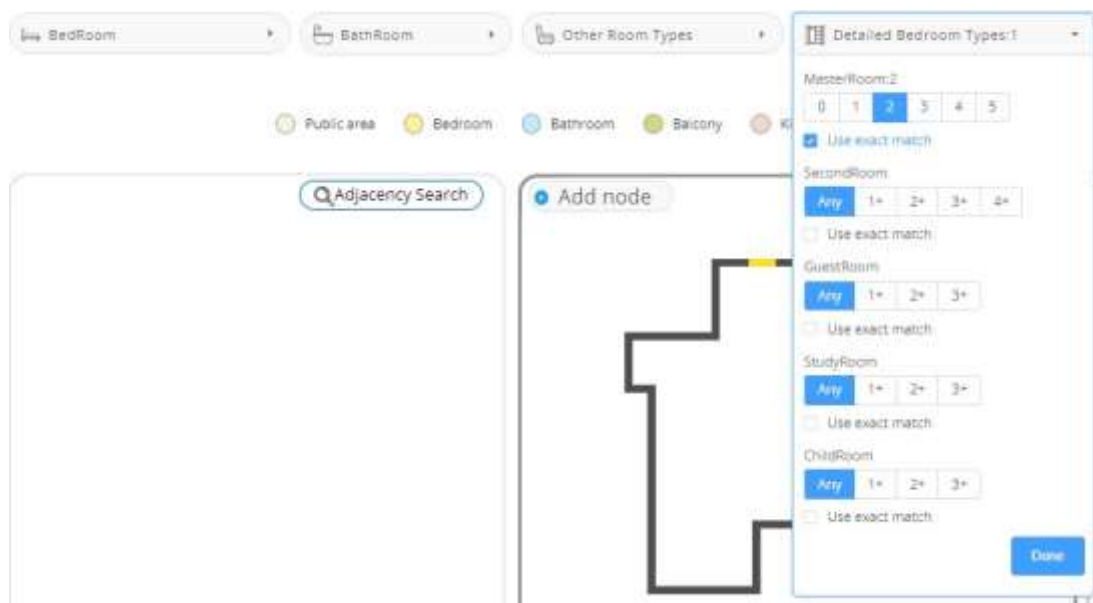 BedRoom
BathRoom
Other Room Types
Detailed Bedroom Types:1
MasterRoom:2
0 1 2 3 4 5
Use exact match
Public area
Bedroom
Bathroom
Balcony
Ki
SecondRoom
Any 1+ 2+ 3+ 4+
Use exact match
Adjacency Search
Add node
GuestRoom
Any 1+ 2+ 3+
Use exact match
StudyRoom
Any 1+ 2+ 3+
Use exact match
ChildRoom
Any 1+ 2+ 3+
Use exact match
Done